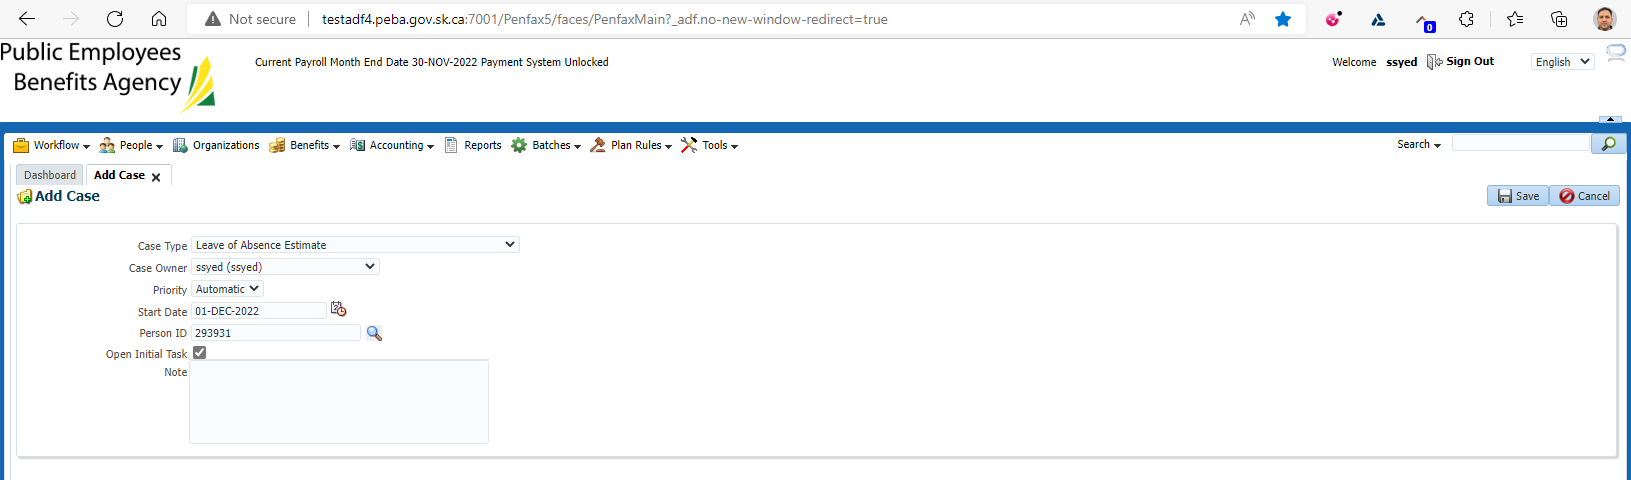 Not secure testadf4.peba.gov.sk.ca:7001/Penfax5/faces/PenfaxMain?_adf.no-new-window-redirect=true
0
Public Employees
Benefits Agency
Current Payroll Month End Date 30-NOV-2022 Payment System Unlocked
Welcome ssyed Sign Out English
Workflow People Organizations Benefits Accounting Reports Batches Plan Rules Tools Search
Dashboard Add Case
Add Case Save Cancel
Case Type Leave of Absence Estimate
Case Owner ssyed (ssyed)
Priority Automatic
Start Date 01-DEC-2022
Person ID 293931
Open Initial Task
Note